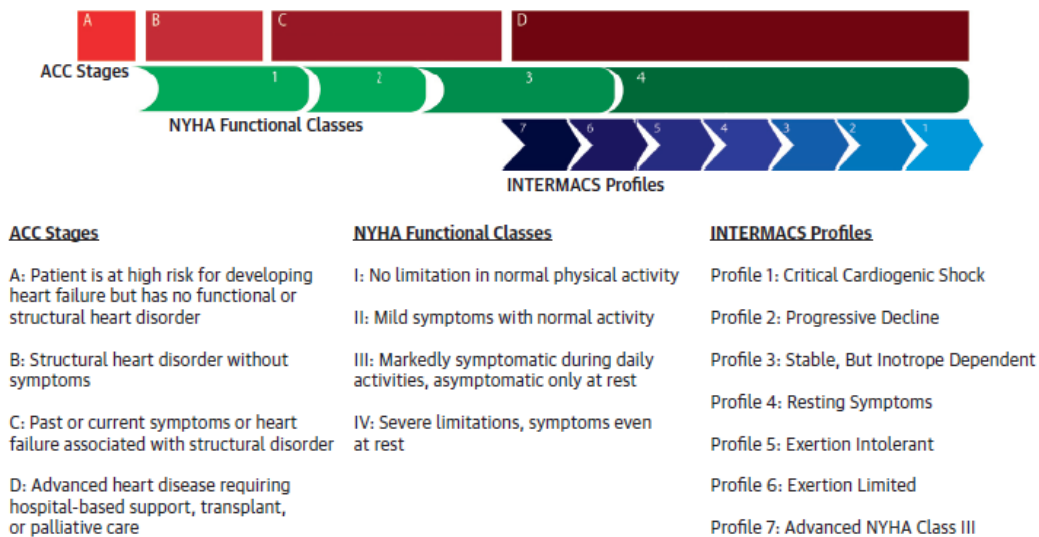 A B C D
ACC Stages
1 2 3 4
NYHA Functional Classes
7 6 5 4 3 2 1
INTERMACS Profiles
ACC Stages
A: Patient is at high risk for developing
heart failure but has no functional or
structural heart disorder
B: Structural heart disorder without
symptoms
C: Past or current symptoms or heart
failure associated with structural disorder
D: Advanced heart disease requiring
hospital-based support, transplant,
or palliative care
NYHA Functional Classes
I: No limitation in normal physical activity
II: Mild symptoms with normal activity
III: Markedly symptomatic during daily
activities, asymptomatic only at rest
IV: Severe limitations, symptoms even
at rest
INTERMACS Profiles
Profile 1: Critical Cardiogenic Shock
Profile 2: Progressive Decline
Profile 3: Stable, But Inotrope Dependent
Profile 4: Resting Symptoms
Profile 5: Exertion Intolerant
Profile 6: Exertion Limited
Profile 7: Advanced NYHA Class III